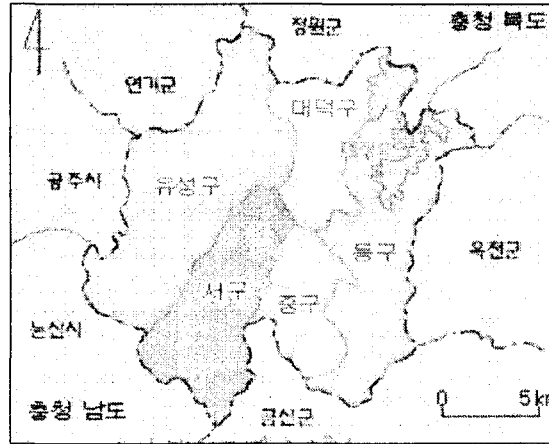 청원군
충청 북도
연기군
대덕구
유성구
공주시
동구
옥천군
서구
중구
논산시
충청 남도
금산군
0 5 km